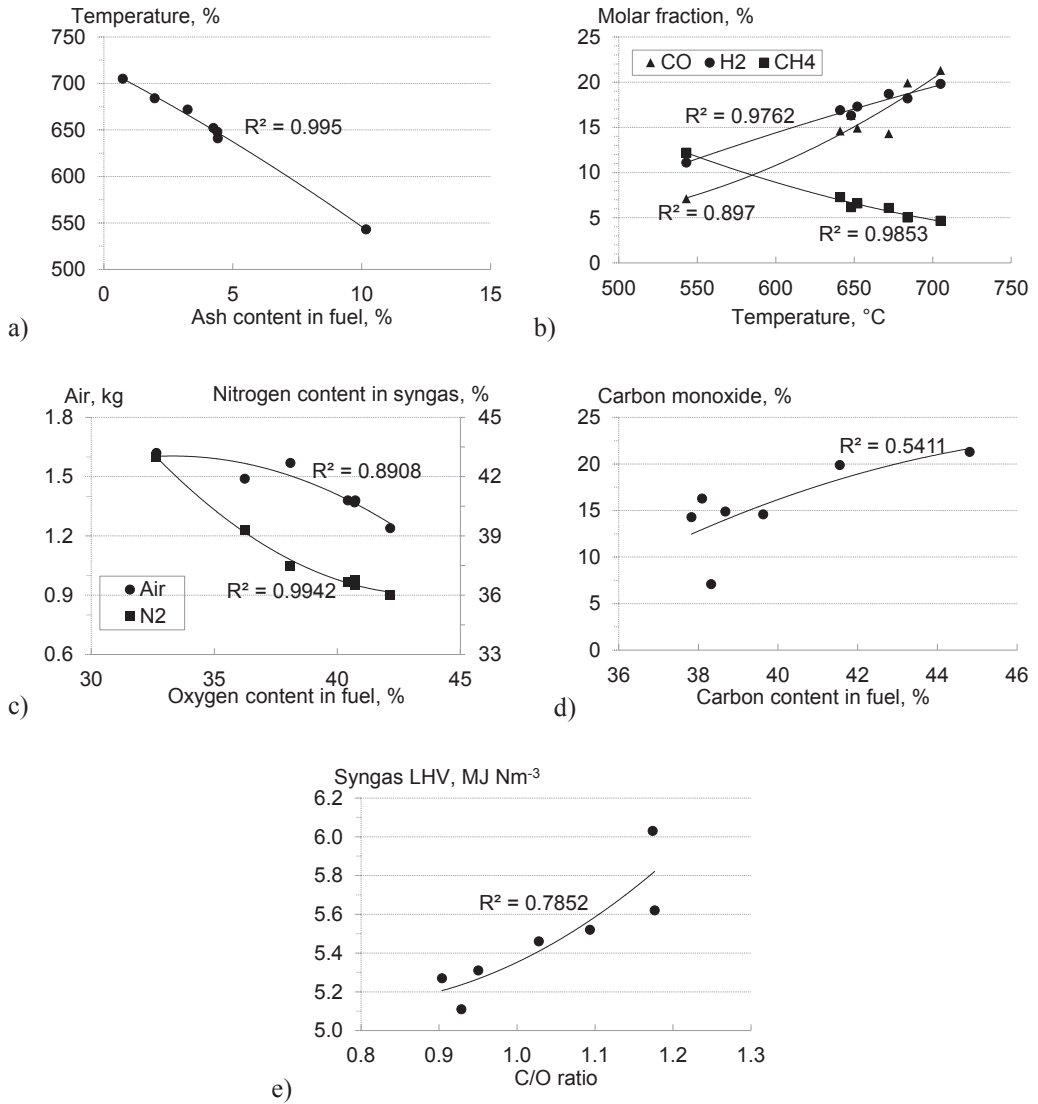 Temperature, %
750
700
650
600
550
500
R² = 0.995
0 5 10 15
Ash content in fuel, %
a)
Molar fraction, %
25
20
15
10
5
0
CO H2 CH4
R² = 0.9762
R² = 0.897
R² = 0.9853
500 550 600 650 700 750
Temperature, °C
b)
Air, kg
Nitrogen content in syngas, %
1.8
1.5
1.2
0.9
0.6
45
42
39
36
33
R² = 0.8908
R² = 0.9942
Air
N2
30 35 40 45
Oxygen content in fuel, %
c)
Carbon monoxide, %
25
20
15
10
5
0
R² = 0.5411
36 38 40 42 44 46
Carbon content in fuel, %
d)
Syngas LHV, MJ Nm-3
6.2
6.0
5.8
5.6
5.4
5.2
5.0
R² = 0.7852
0.8 0.9 1.0 1.1 1.2 1.3
C/O ratio
e)